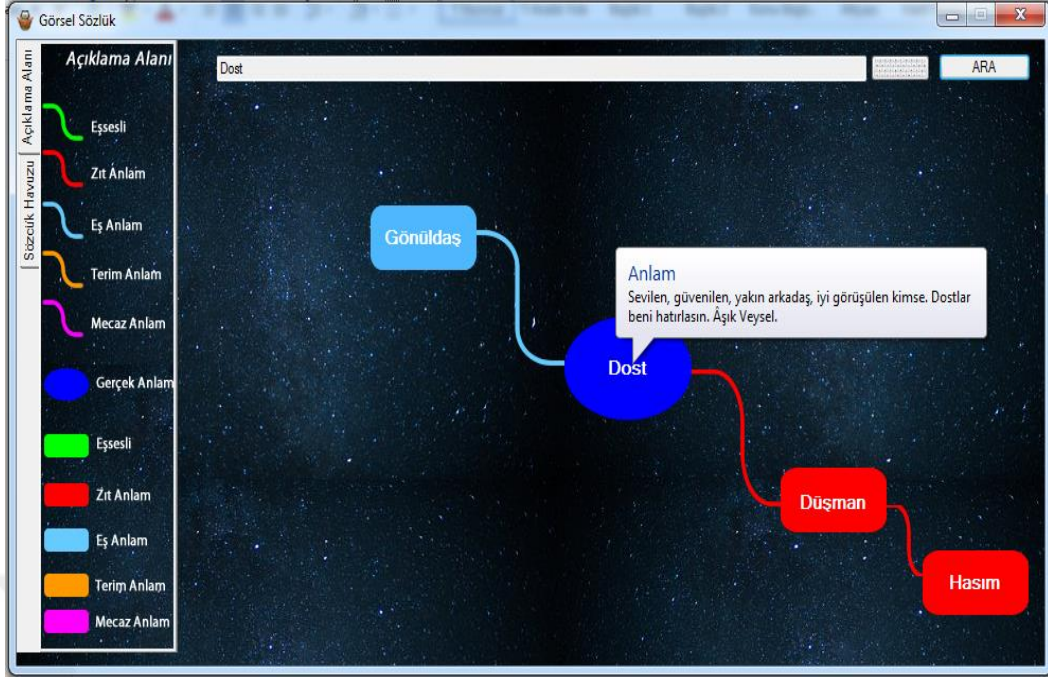 Görsel Sözlük
Açıklama Alanı
Sözcük Havuzu
Açıklama Alanı
Eşsesli
Zıt Anlam
Eş Anlam
Terim Anlam
Mecaz Anlam
Gerçek Anlam
Eşsesli
Zıt Anlam
Eş Anlam
Terim Anlam
Mecaz Anlam
Dost
ARA
Gönüldaş
Anlam
Sevilen, güvenilen, yakın arkadaş, iyi görüşülen kimse. Dostlar
beni hatırlasın. Âşık Veysel.
Dost
Düşman
Hasım